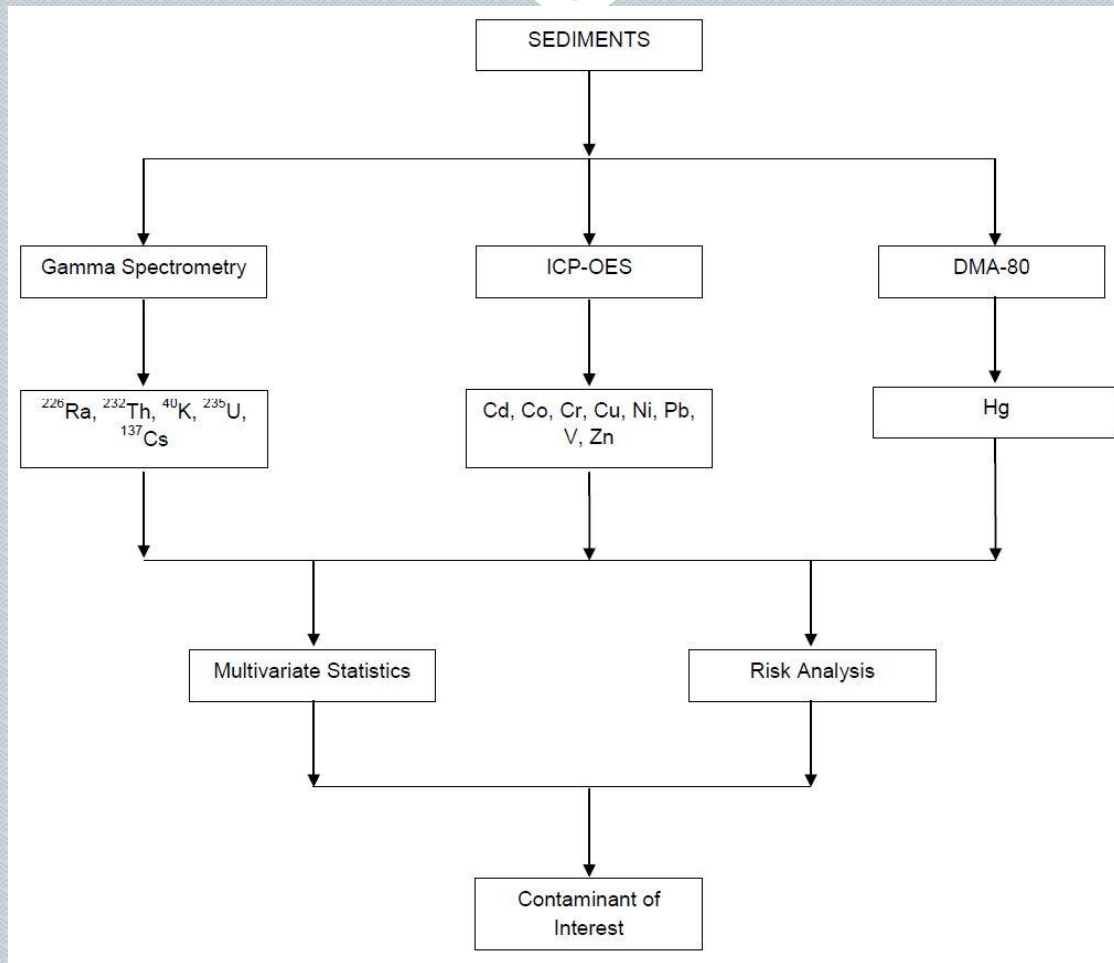 SEDIMENTS
Gamma Spectrometry
ICP-OES
DMA-80
²²⁶Ra, ²³²Th, ⁴⁰K, ²³⁵U,
¹³⁷Cs
Cd, Co, Cr, Cu, Ni, Pb,
V, Zn
Hg
Multivariate Statistics
Risk Analysis
Contaminant of
Interest